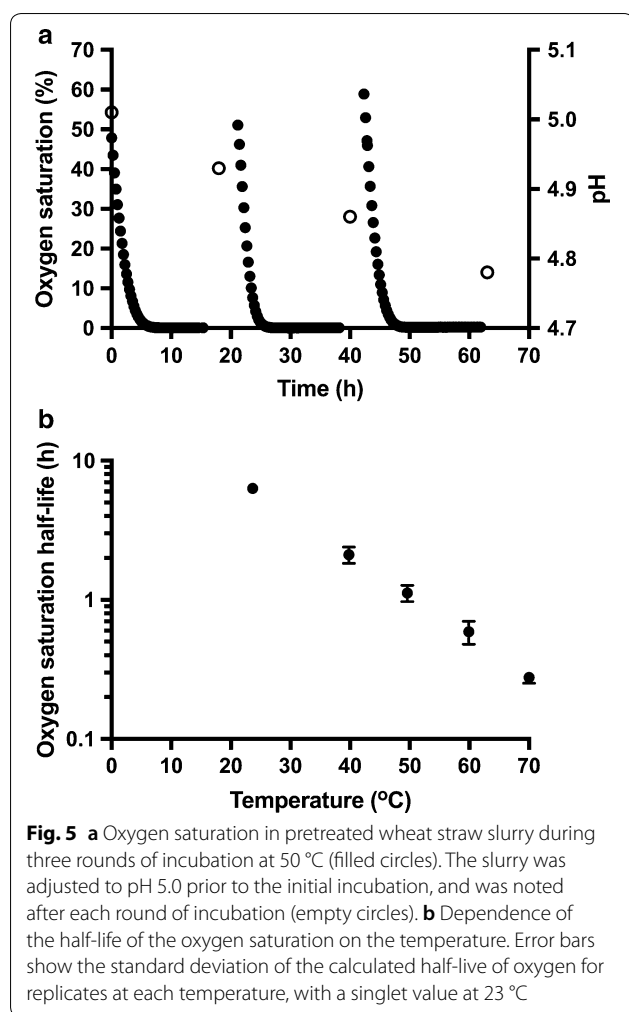 a
70
60
50
40
30
20
10
0
Oxygen saturation (%)
5.1
5.0
4.9
4.8
4.7
pH
0 10 20 30 40 50 60 70
Time (h)
b
10
1
0.1
Oxygen saturation half-life (h)
0 10 20 30 40 50 60 70
Temperature (ºC)
Fig. 5 a Oxygen saturation in pretreated wheat straw slurry during
three rounds of incubation at 50 °C (filled circles). The slurry was
adjusted to pH 5.0 prior to the initial incubation, and was noted
after each round of incubation (empty circles). b Dependence of
the half-life of the oxygen saturation on the temperature. Error bars
show the standard deviation of the calculated half-live of oxygen for
replicates at each temperature, with a singlet value at 23 °C